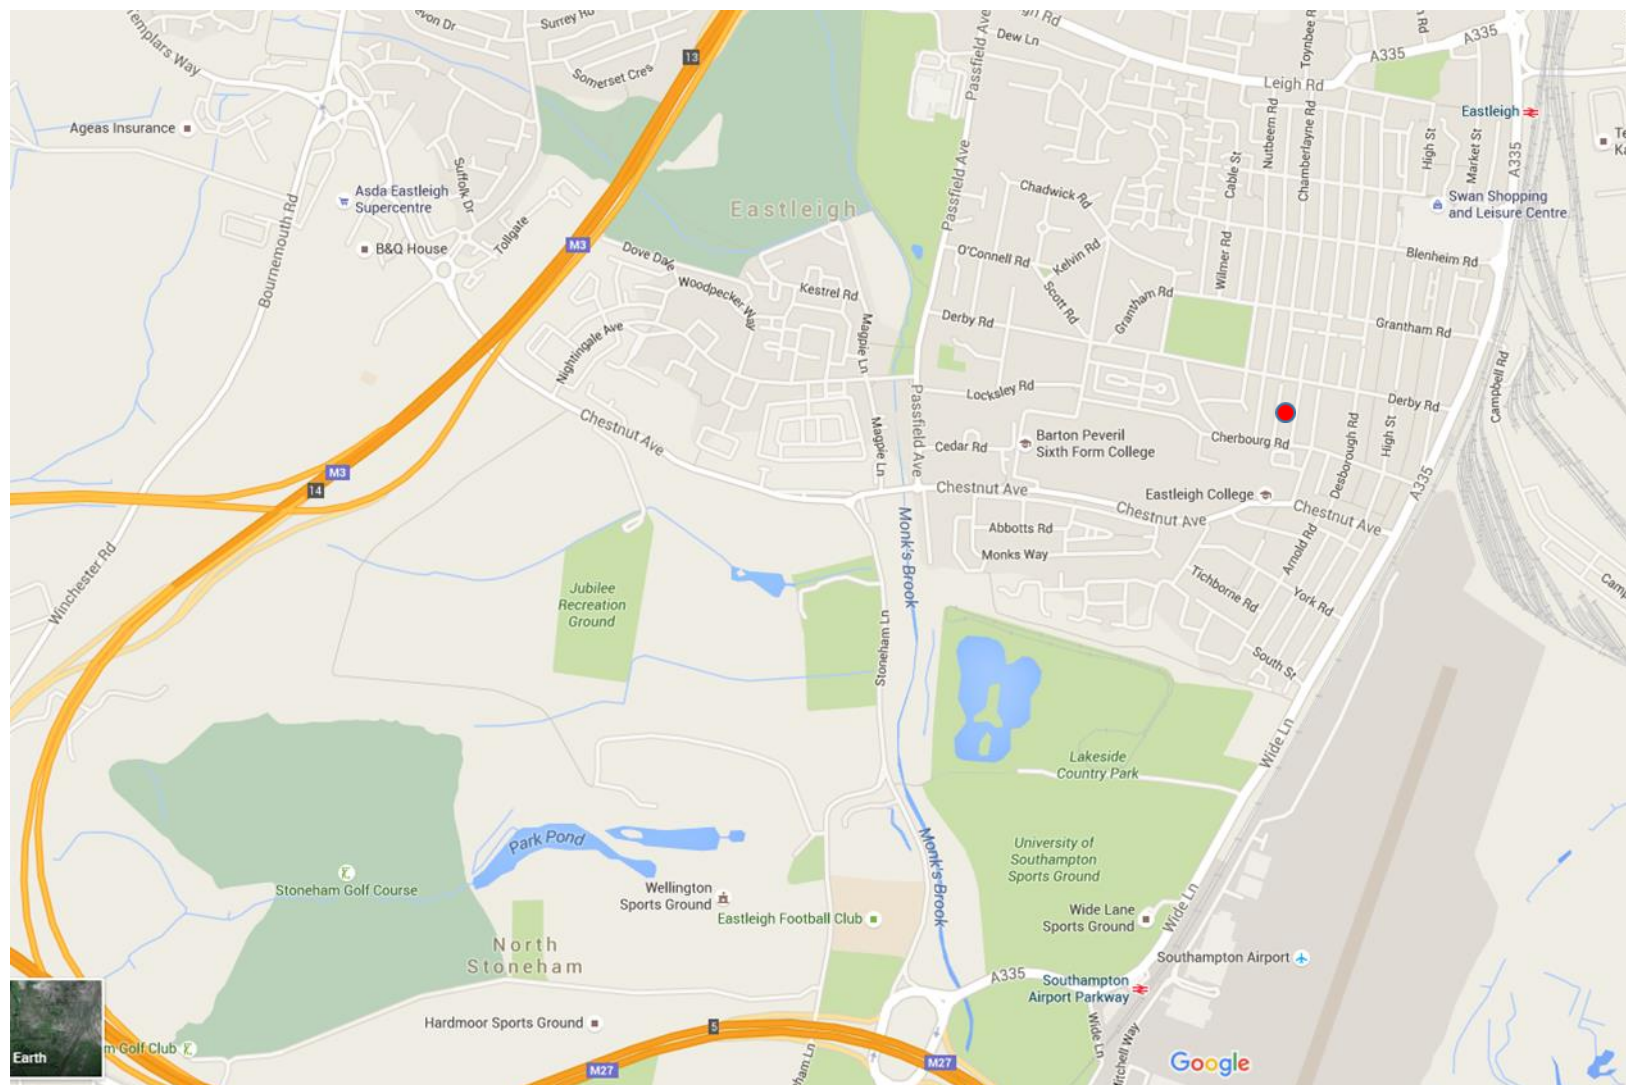 Templars Way
Surrey Rd
Somerset Cres
13
Passfield Ave
Dew Ln
A335
A335
Leigh Rd
Toynbee R
Eastleigh
Ageas Insurance
Asda Eastleigh
Supercentre
B&Q House
Suffolk Dr
Tollgate
Bournemouth Rd
M3
Eastleigh
Passfield Ave
Passfield Ave
Chadwick Rd
Cable St
Nutbeem Rd
Chamberlayne Rd
High St
Market St
A335
Swan Shopping
and Leisure Centre
Dove Dale
Woodpecker Way
Kestrel Rd
Magpie Ln
Nightingale Ave
O'Connell Rd
Kelvin Rd
Scott Rd
Grantham Rd
Wilmer Rd
Blenheim Rd
Derby Rd
Grantham Rd
Campbell Rd
Locksley Rd
Passfield Ave
Derby Rd
Chestnut Ave
Magpie Ln
Cedar Rd
Barton Peveril
Sixth Form College
Cherbourg Rd
Desborough Rd
High St
A335
M3
14
Winchester Rd
Chestnut Ave
Eastleigh College
Chestnut Ave
Chestnut Ave
Abbotts Rd
Monks Way
Arnold Rd
Tichborne Rd
York Rd
South St
Monk's Brook
Jubilee
Recreation
Ground
Stoneham Ln
Wide Ln
Lakeside
Country Park
Park Pond
Stoneham Golf Course
Wellington
Sports Ground
Eastleigh Football Club
Monk's Brook
University of
Southampton
Sports Ground
Wide Lane
Sports Ground
Wide Ln
Southampton Airport
North
Stoneham
A335
Southampton
Airport Parkway
Hardmoor Sports Ground
5
M27
M27
Wide Ln
Mitchell Way
Earth
m Golf Club
Google